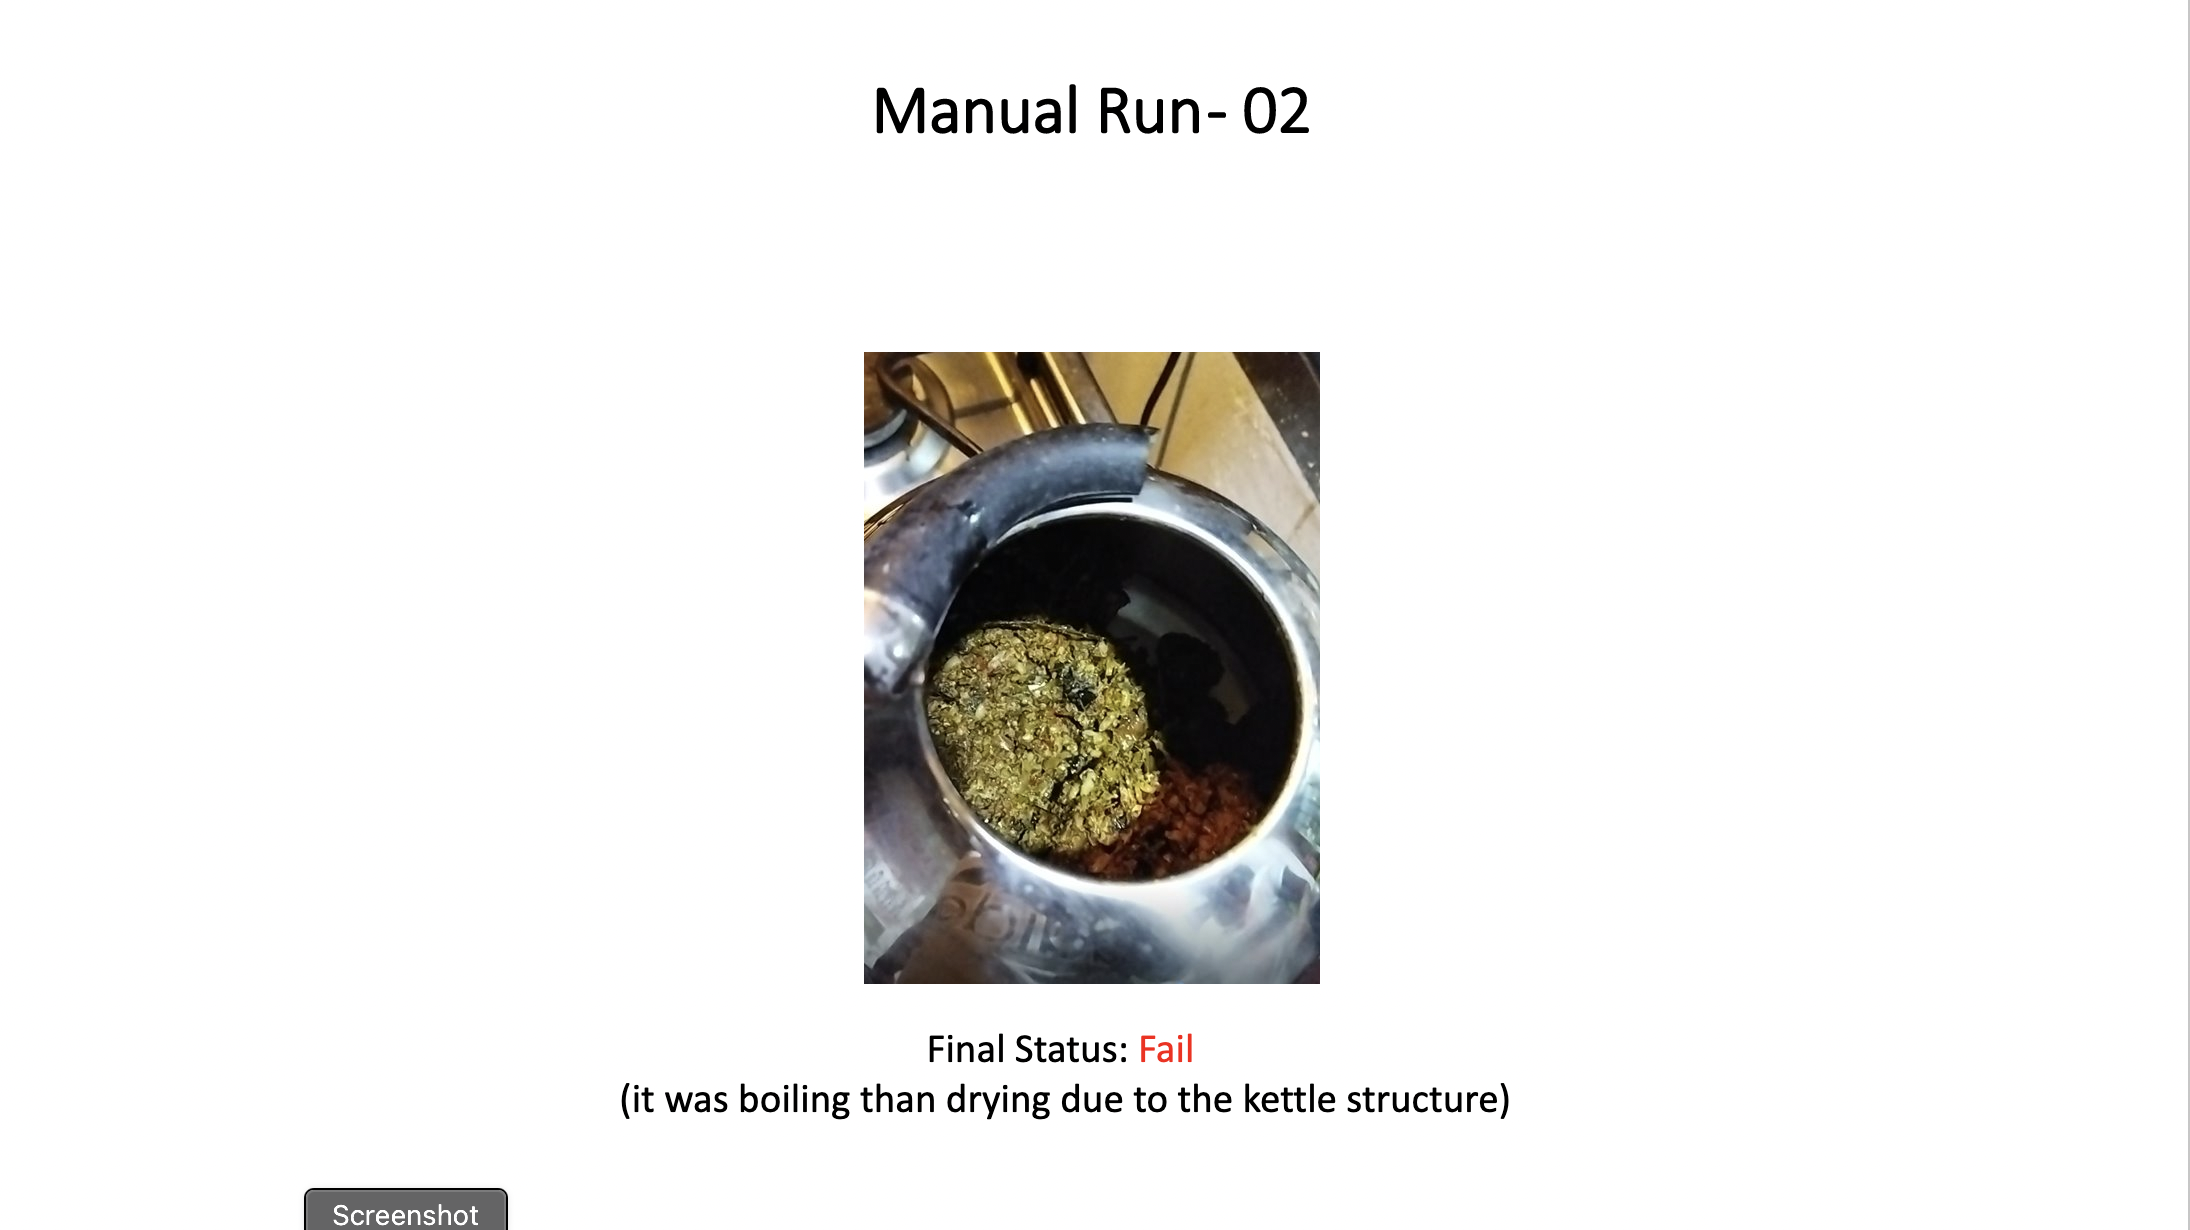 Manual Run- 02
Final Status: Fail
(it was boiling than drying due to the kettle structure)
Screenshot